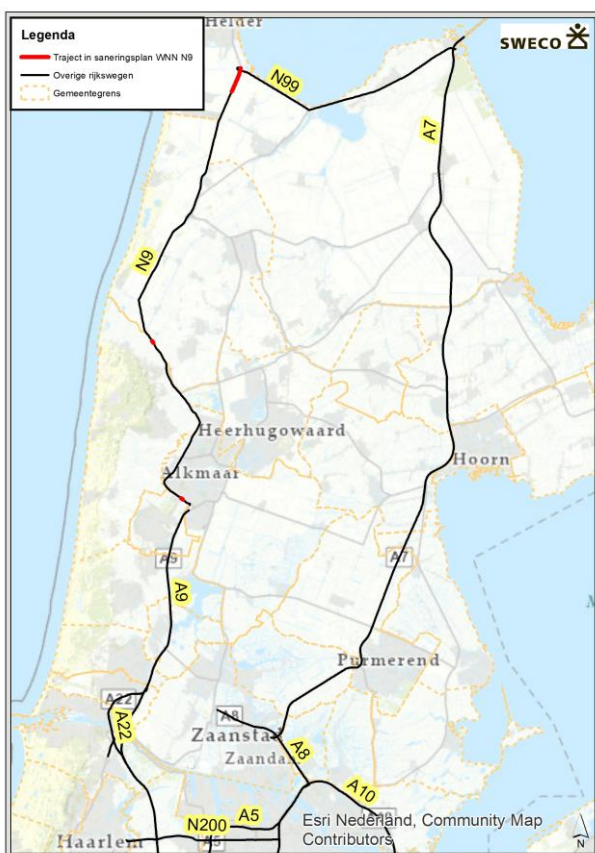 Helder
Legenda
Traject in saneringsplan WNN N9
Overige rijkswegen
Gemeentegrens
SWECO
N99
A7
N9
Heerhugowaard
Hoorn
Alkmaar
A9
A7
A9
Purmerend
A22
A8
A22
Zaansta
A8
Zaandam
A10
A5
N200
Esri Nederland, Community Map
Contributors
Haarlem
A5
N